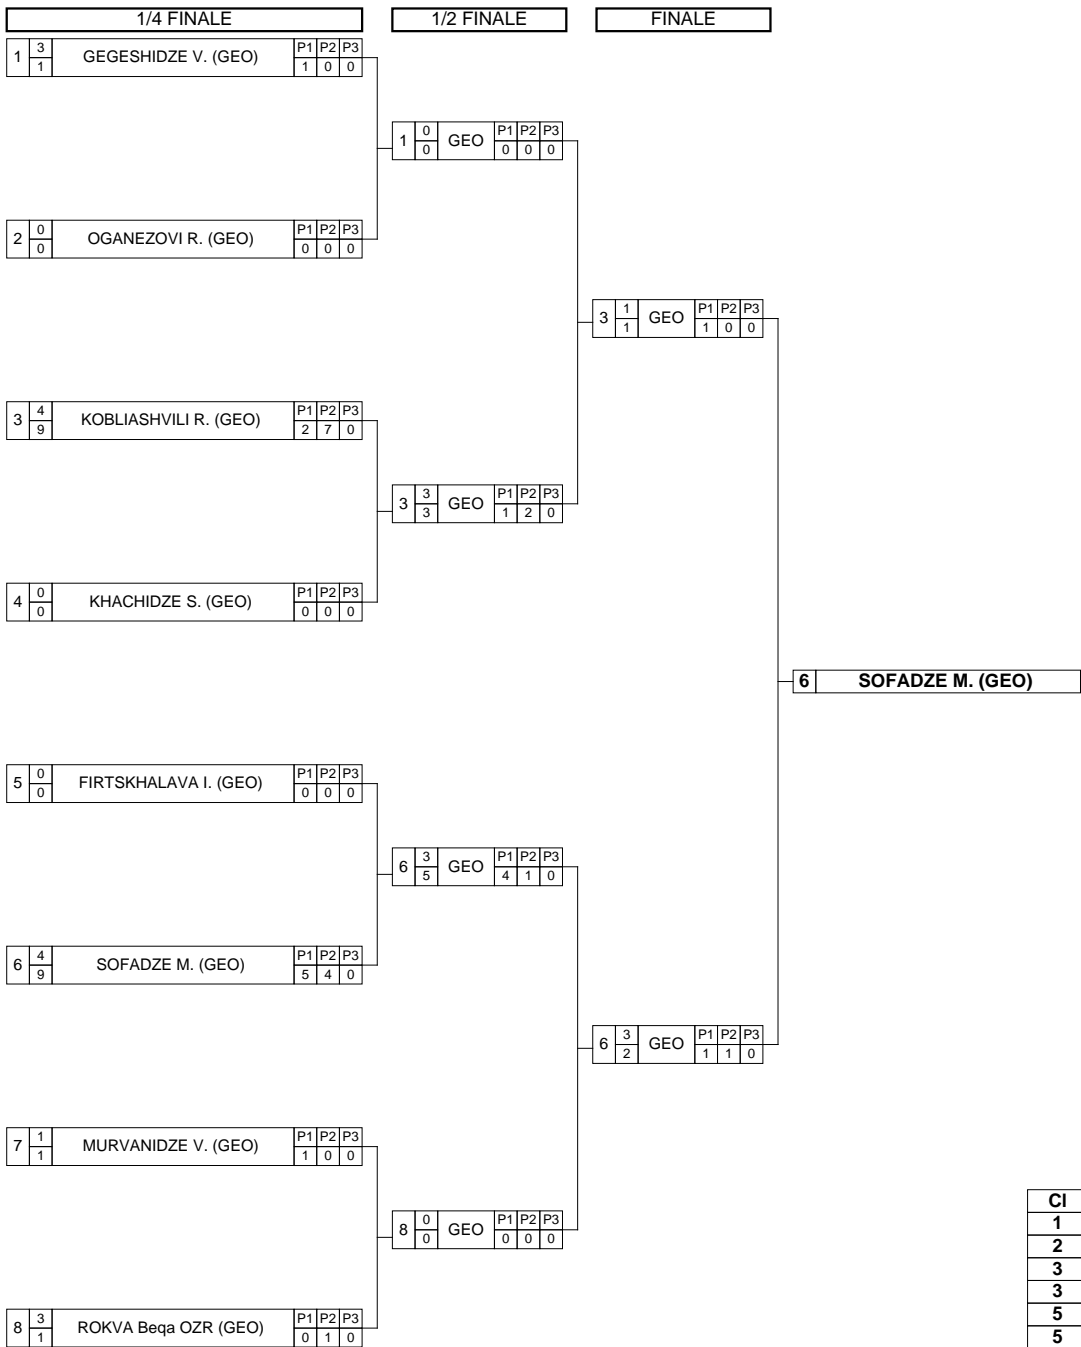 1/4 FINALE 1/2 FINALE FINALE
1 3 1 GEGESHIDZE V. (GEO) P1 P2 P3 1 0 0
1 0 0 GEO P1 P2 P3 0 0 0
2 0 0 OGANEZOVI R. (GEO) P1 P2 P3 0 0 0
3 1 1 GEO P1 P2 P3 1 0 0
3 4 9 KOBLIASHVILI R. (GEO) P1 P2 P3 2 7 0
3 3 3 GEO P1 P2 P3 1 2 0
4 0 0 KHACHIDZE S. (GEO) P1 P2 P3 0 0 0
6 SOFADZE M. (GEO)
5 0 0 FIRTSKHALAVA I. (GEO) P1 P2 P3 0 0 0
6 3 5 GEO P1 P2 P3 4 1 0
6 4 9 SOFADZE M. (GEO) P1 P2 P3 5 4 0
6 3 2 GEO P1 P2 P3 1 1 0
7 1 1 MURVANIDZE V. (GEO) P1 P2 P3 1 0 0
8 0 0 GEO P1 P2 P3 0 0 0
8 3 1 ROKVA Beqa OZR (GEO) P1 P2 P3 0 1 0
Cl
1
2
3
3
5
5